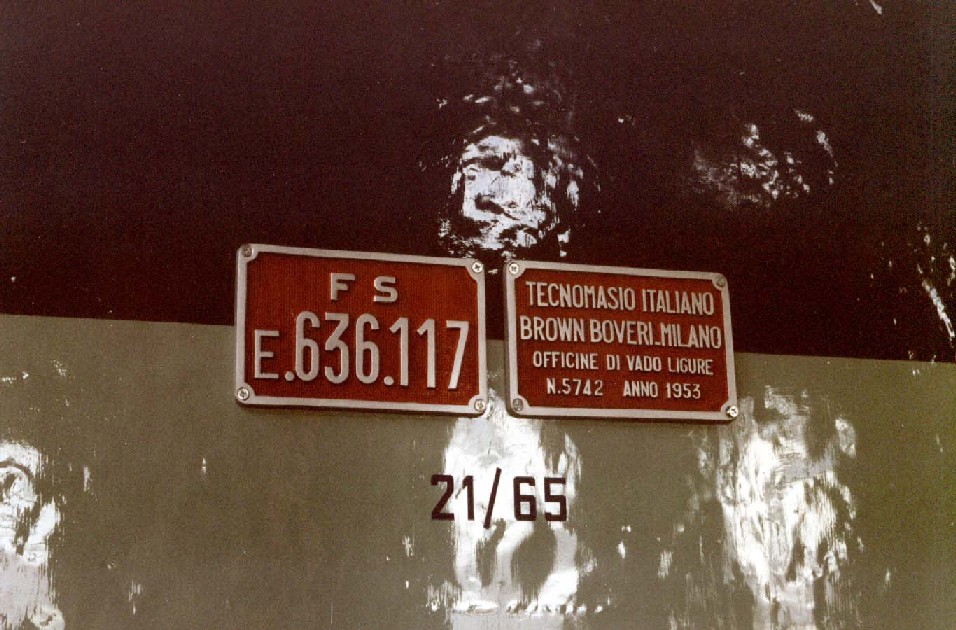 FS
E.636.117
TECNOMASIO ITALIANO
BROWN BOVERI-MILANO
OFFICINE DI VADO LIGURE
N.5742 ANNO 1953
21/65